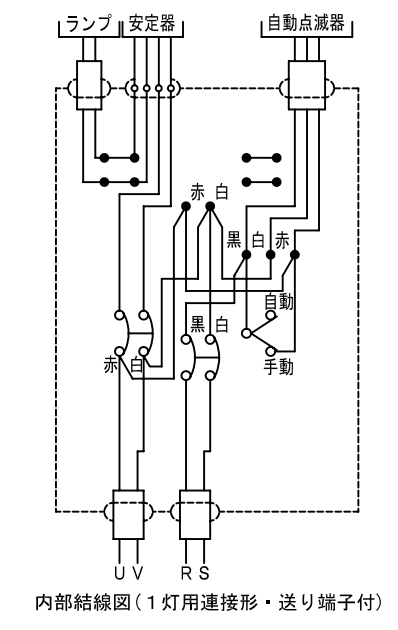 ランプ 安定器 自動点滅器
赤 白
黒 白 赤
自動
黒 白
赤 白
手動
U V R S
内部結線図(1灯用連接形・送り端子付)